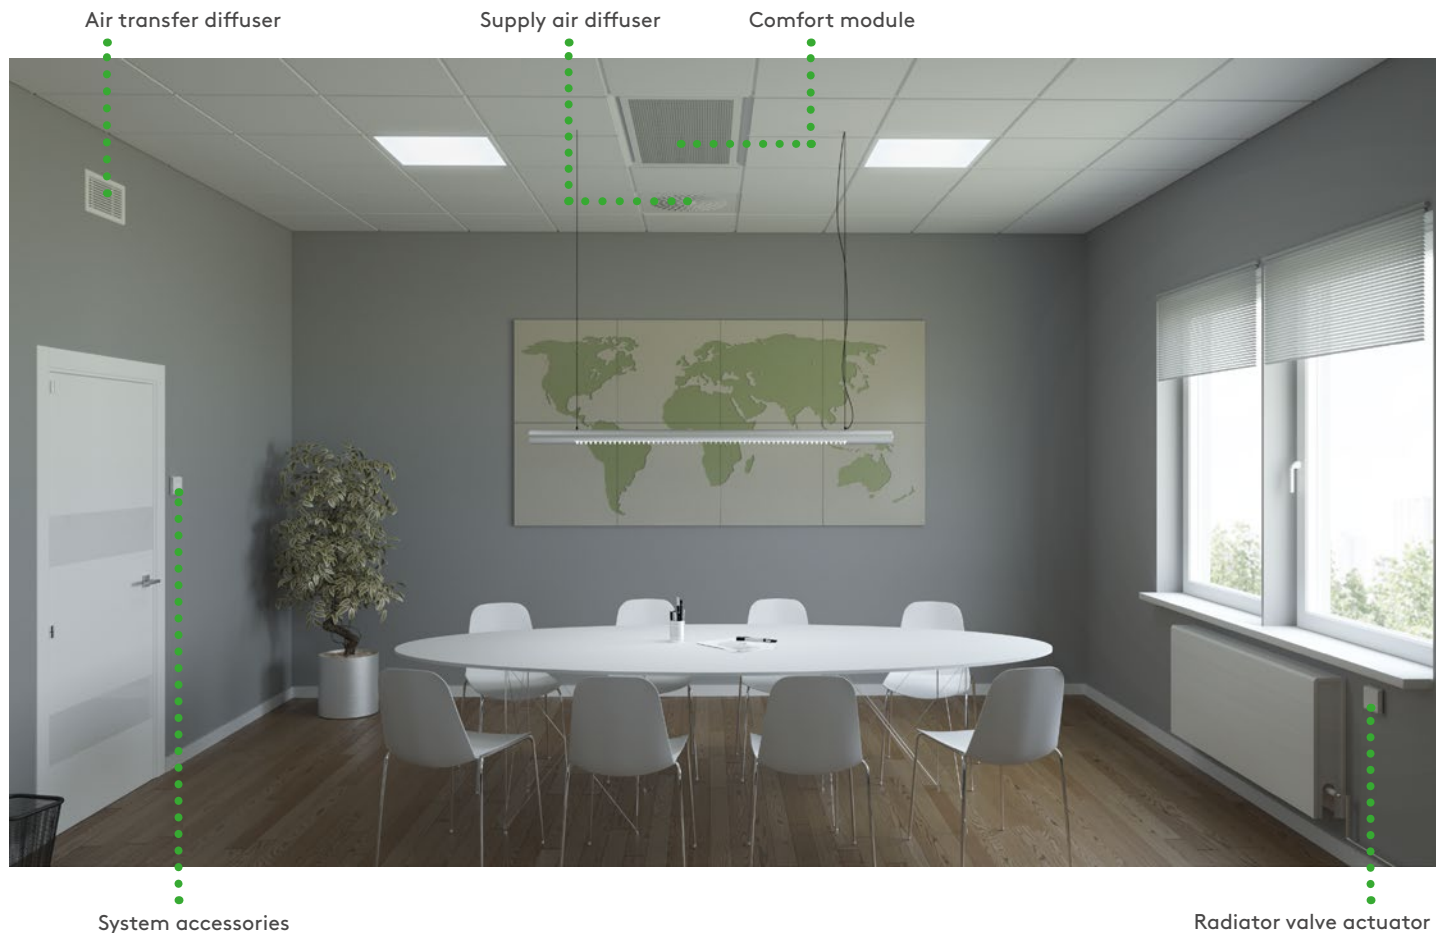 Air transfer diffuser
Supply air diffuser
Comfort module
System accessories
Radiator valve actuator